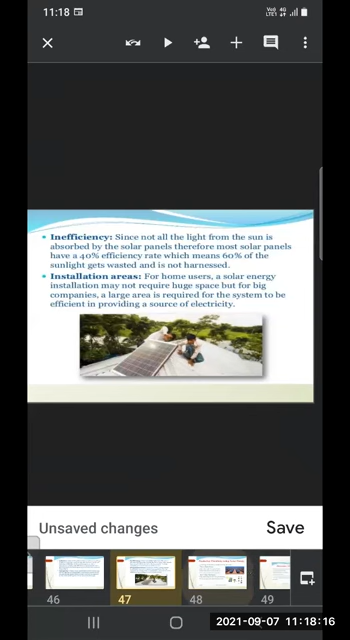 11:18
Vo) 4G
LTE1
Inefficiency: Since not all the light from the sun is
absorbed by the solar panels therefore most solar panels
have a 40% efficiency rate which means 60% of the
sunlight gets wasted and is not harnessed.
Installation areas: For home users, a solar energy
installation may not require huge space but for big
companies, a large area is required for the system to be
efficient in providing a source of electricity.
Unsaved changes
Save
46
47
48
49
2021-09-07 11:18:16